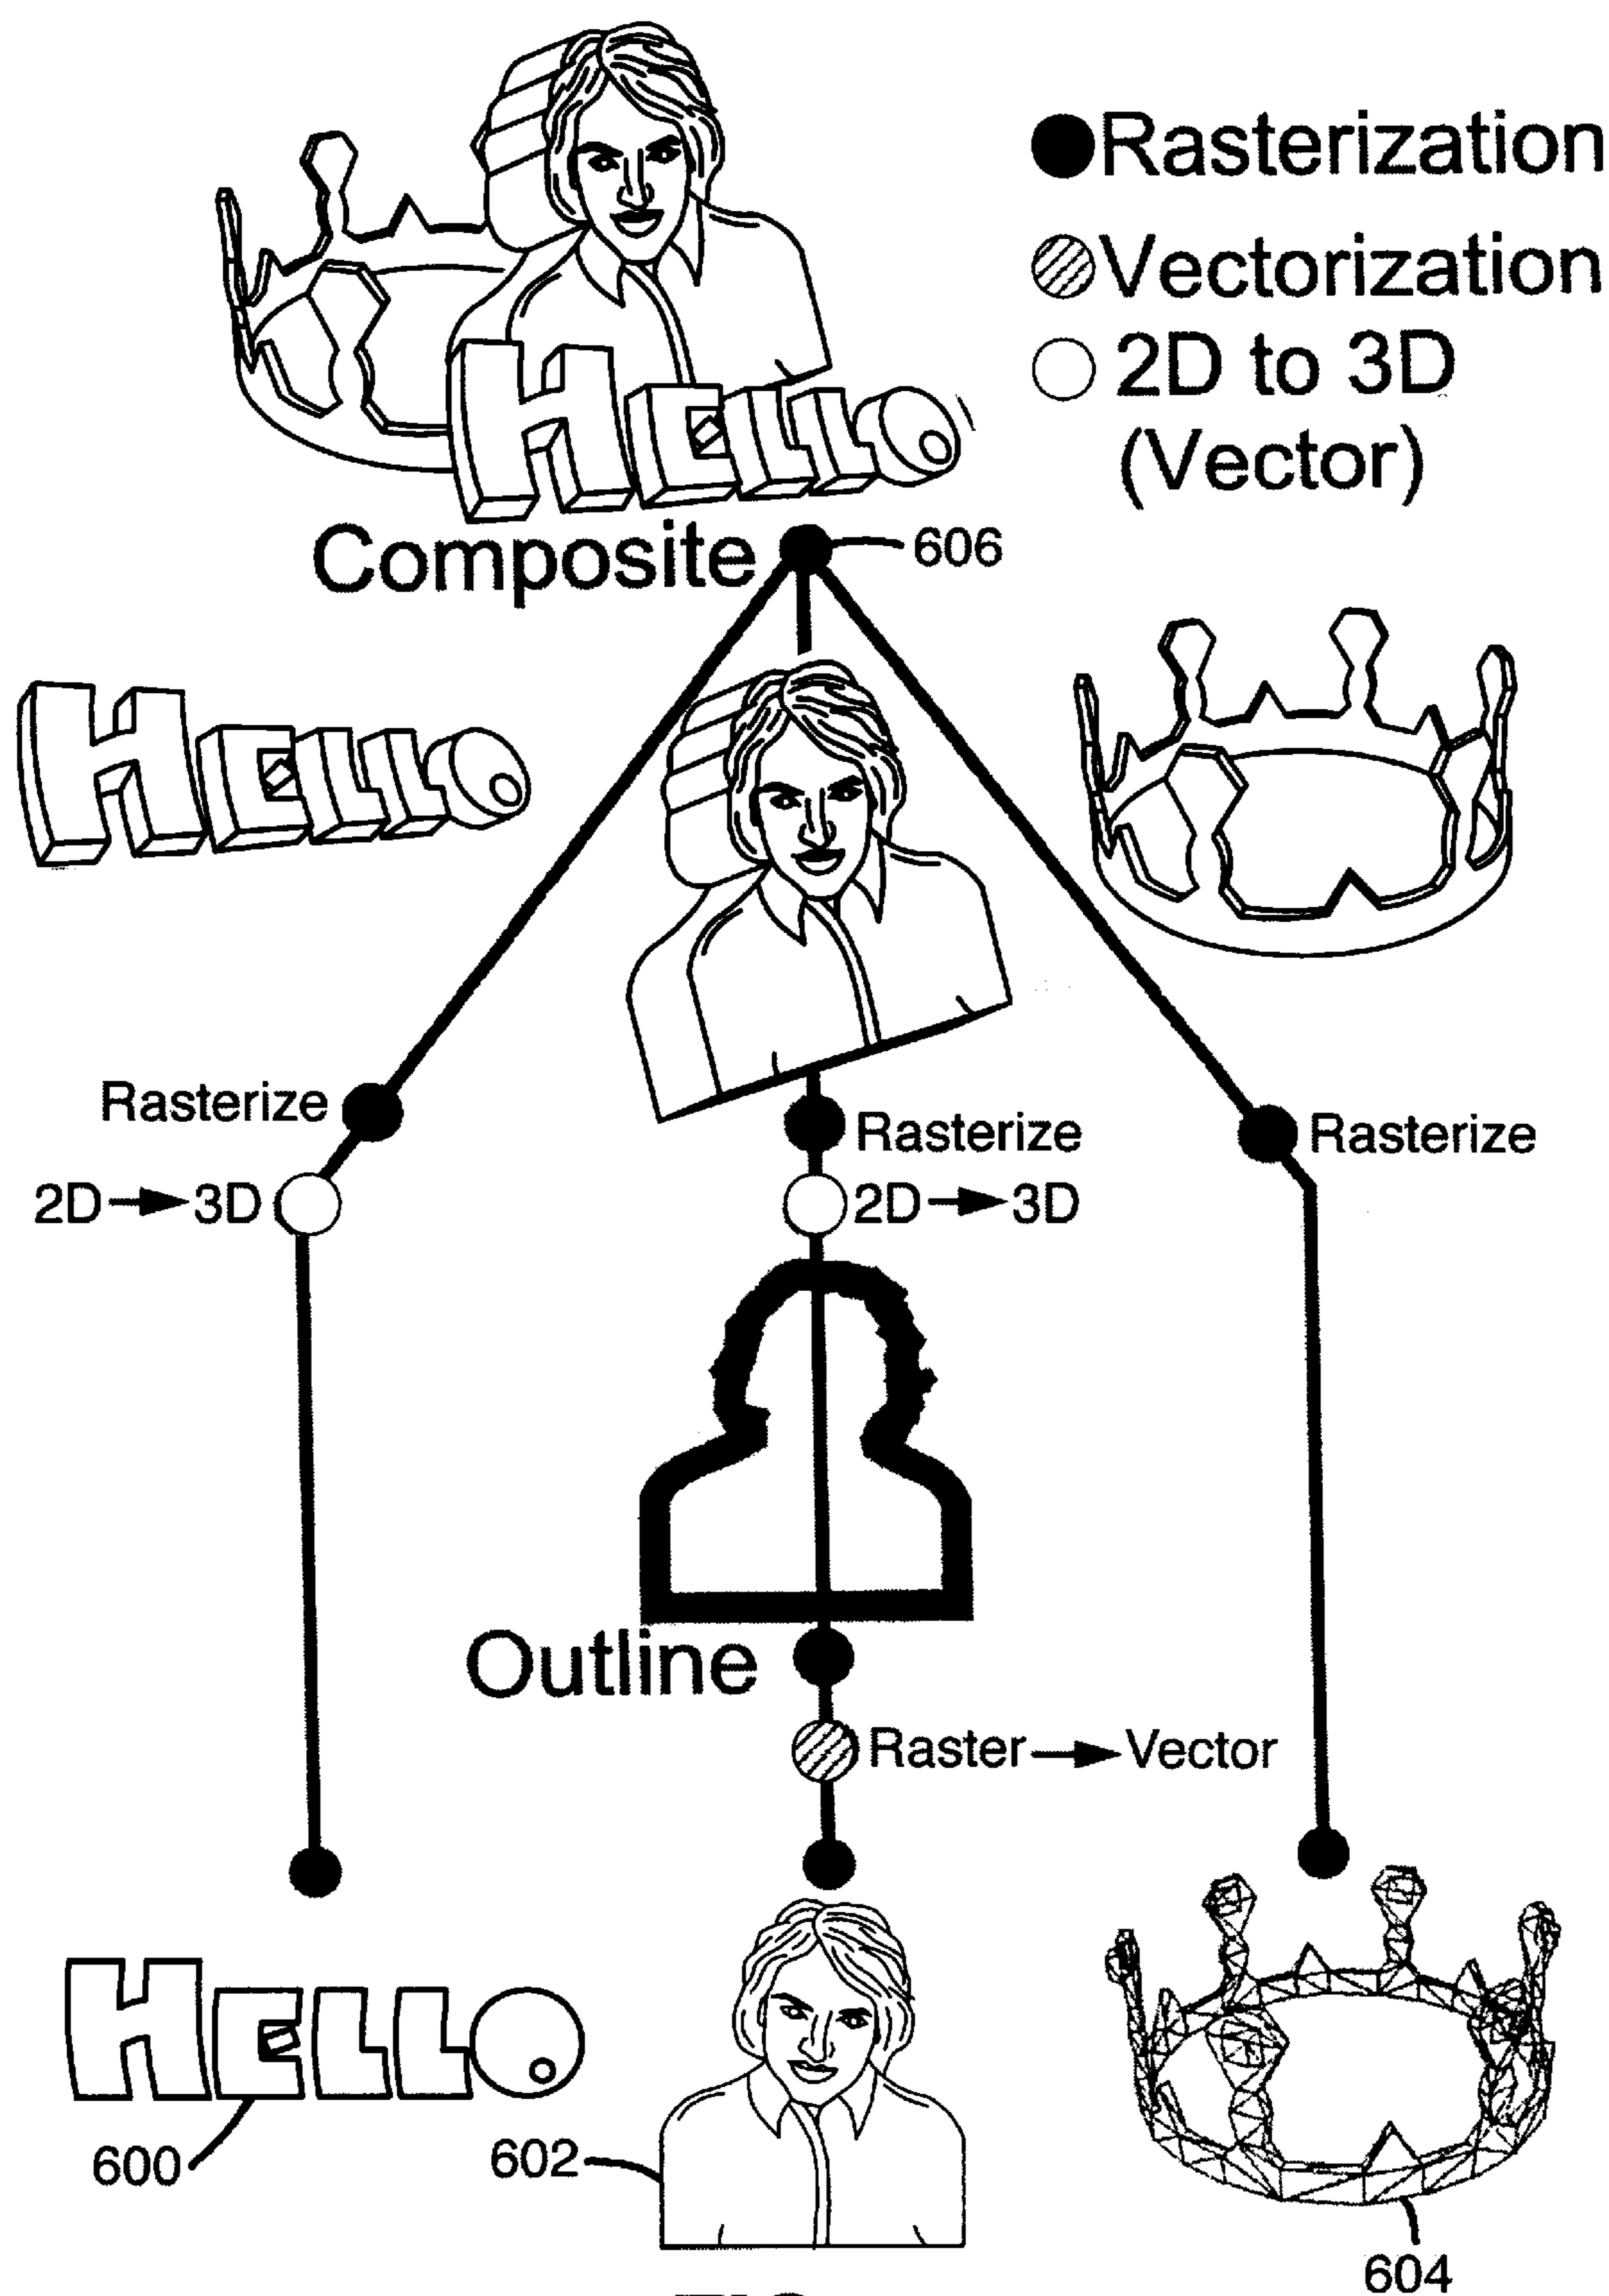 Rasterization
Vectorization
2D to 3D
(Vector)
HELLO
Composite
606
HELLO
Rasterize
Rasterize
Rasterize
2D→3D
2D→3D
Outline
Raster→Vector
HELLO
600
602
604